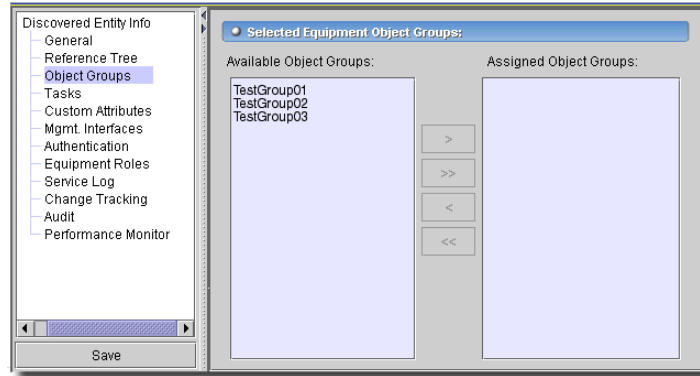 Discovered Entity Info
General
Reference Tree
Object Groups
Tasks
Custom Attributes
Mgmt. Interfaces
Authentication
Equipment Roles
Service Log
Change Tracking
Audit
Performance Monitor
Save
Selected Equipment Object Groups:
Available Object Groups:
TestGroup01
TestGroup02
TestGroup03
>
>>
<
<<
Assigned Object Groups: